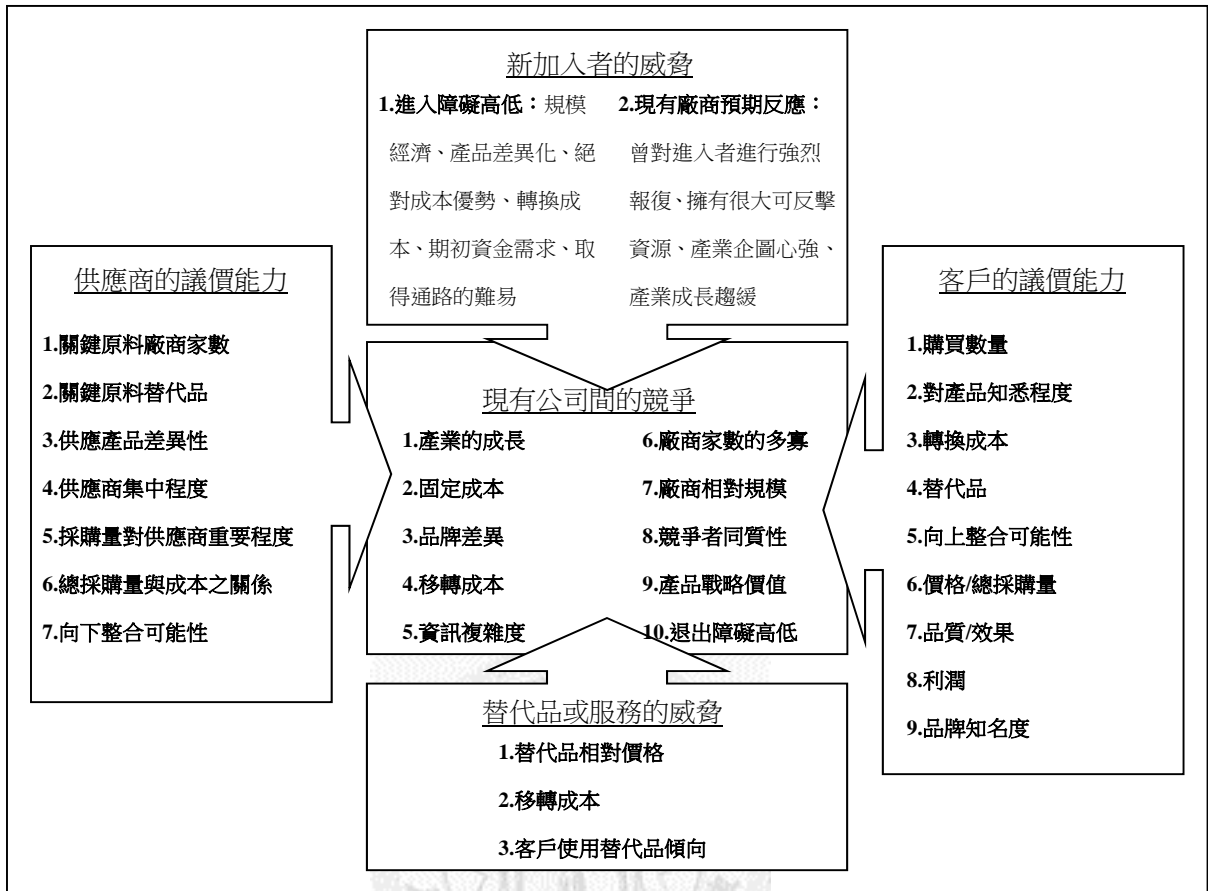 新加入者的威脅
1.進入障礙高低：規模
經濟、產品差異化、絕
對成本優勢、轉換成
本、期初資金需求、取
得通路的難易
2.現有廠商預期反應：
曾對進入者進行強烈
報復、擁有很大可反擊
資源、產業企圖心強、
產業成長趨緩
供應商的議價能力
1.關鍵原料廠商家數
2.關鍵原料替代品
3.供應產品差異性
4.供應商集中程度
5.採購量對供應商重要程度
6.總採購量與成本之關係
7.向下整合可能性
現有公司間的競爭
1.產業的成長
2.固定成本
3.品牌差異
4.移轉成本
5.資訊複雜度
6.廠商家數的多寡
7.廠商相對規模
8.競爭者同質性
9.產品戰略價值
10.退出障礙高低
客戶的議價能力
1.購買數量
2.對產品知悉程度
3.轉換成本
4.替代品
5.向上整合可能性
6.價格/總採購量
7.品質/效果
8.利潤
9.品牌知名度
替代品或服務的威脅
1.替代品相對價格
2.移轉成本
3.客戶使用替代品傾向